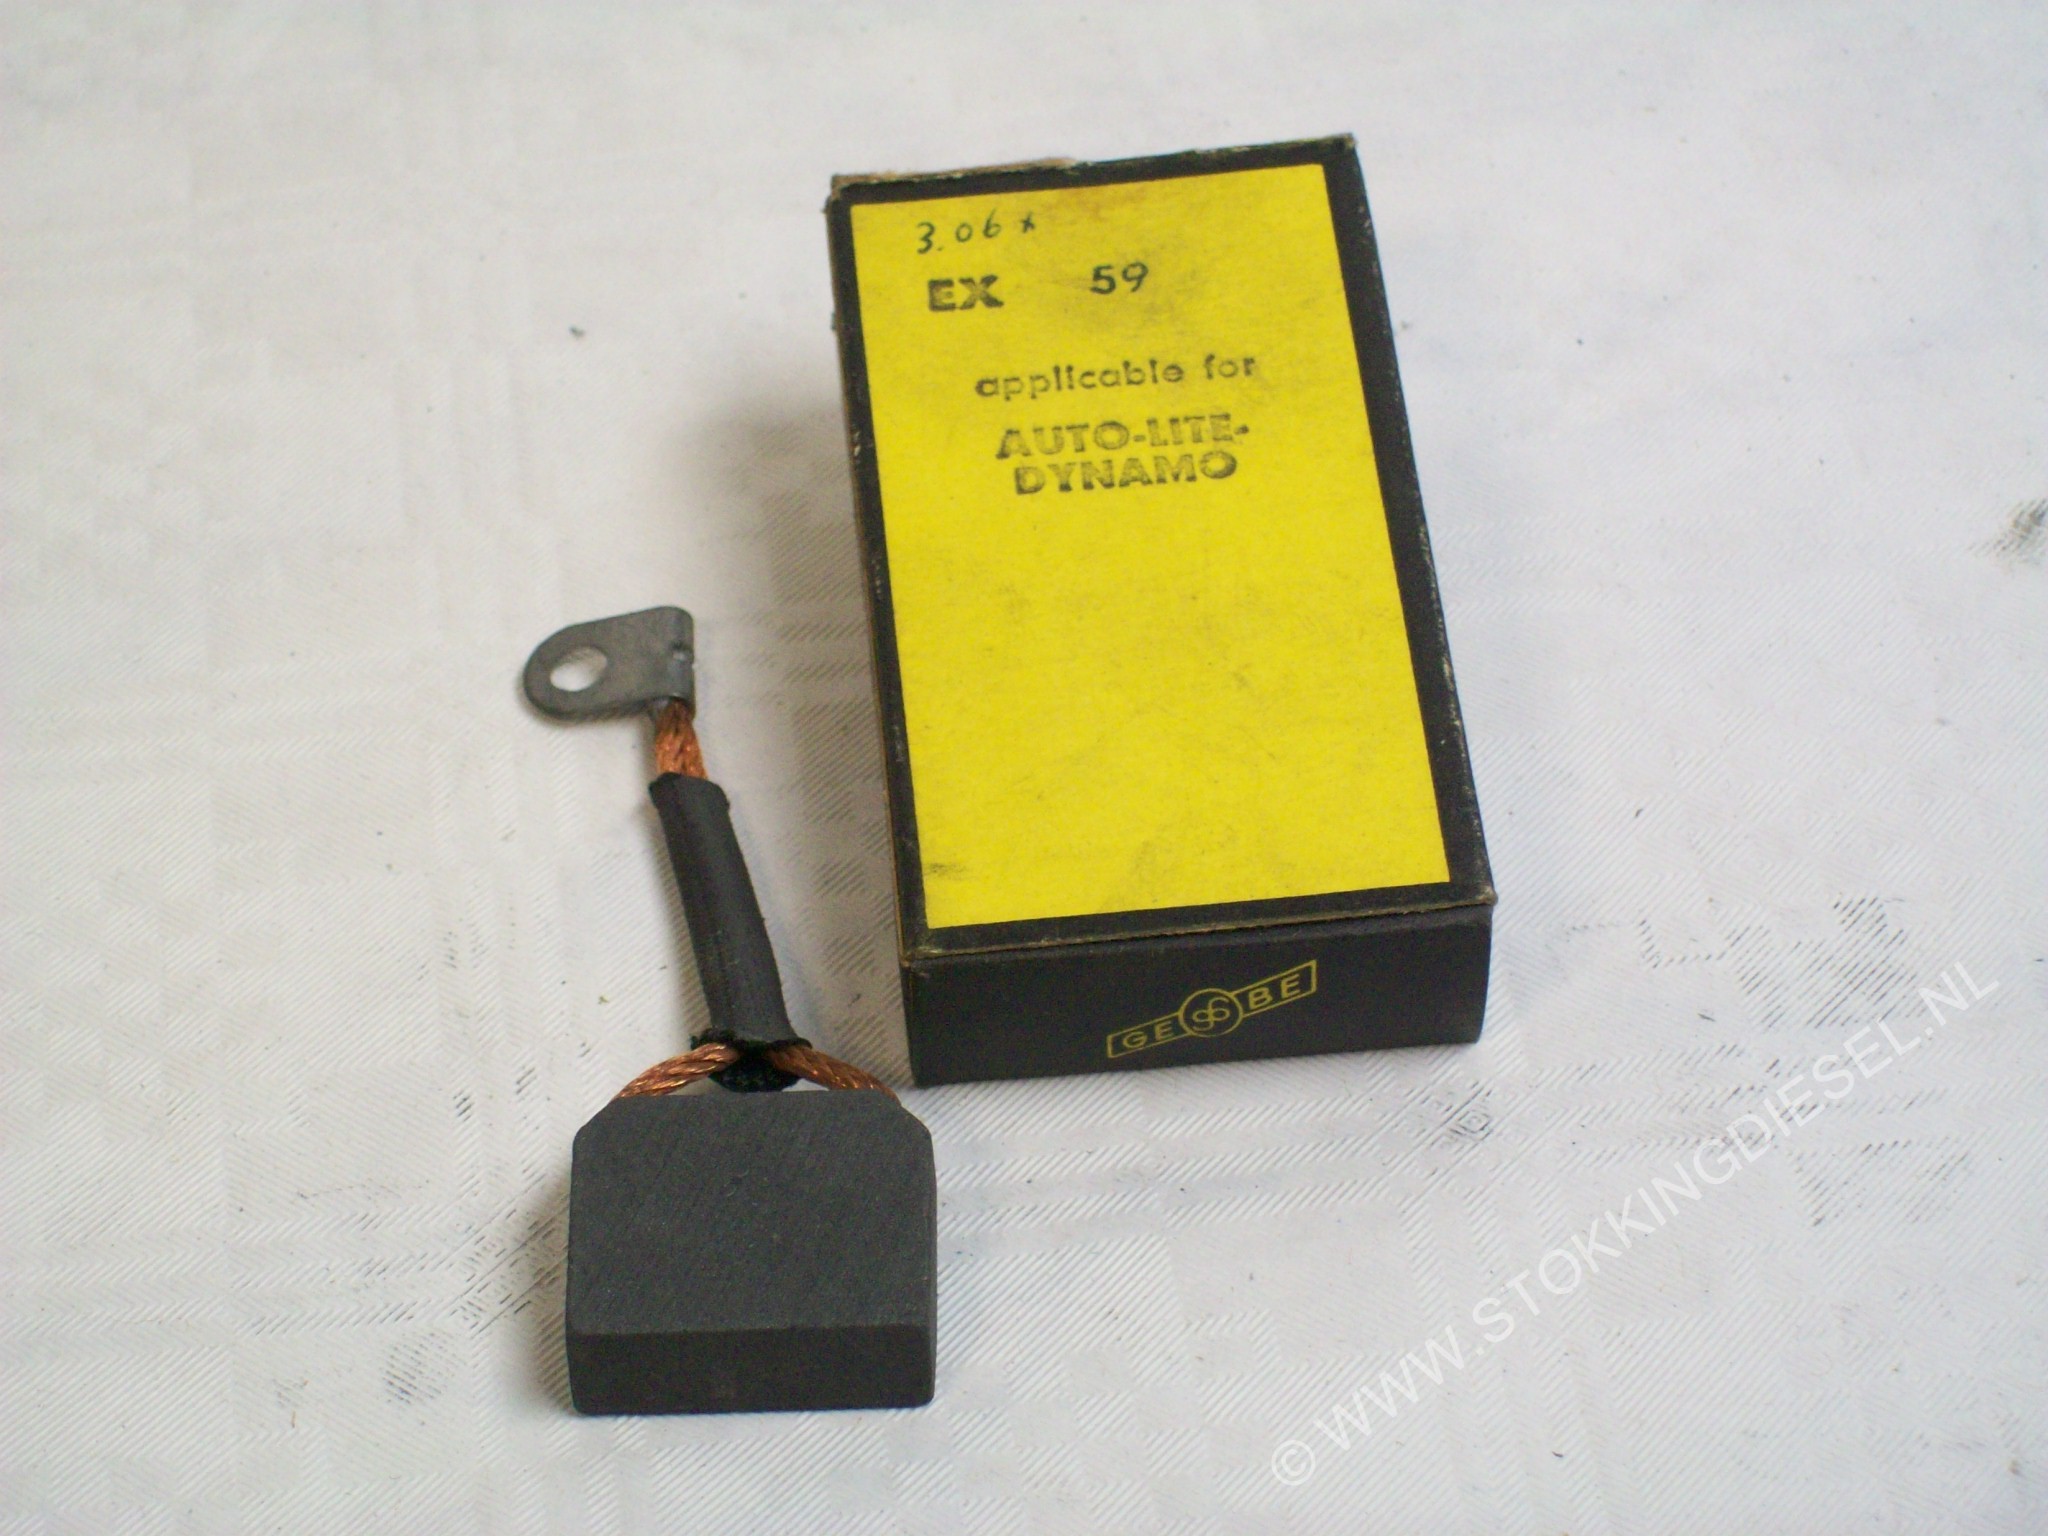 3.06 x
EX 59
applicable for
AUTO-LITE-
DYNAMO
GE BE
© WWW.STOKKINGDIESEL.NL